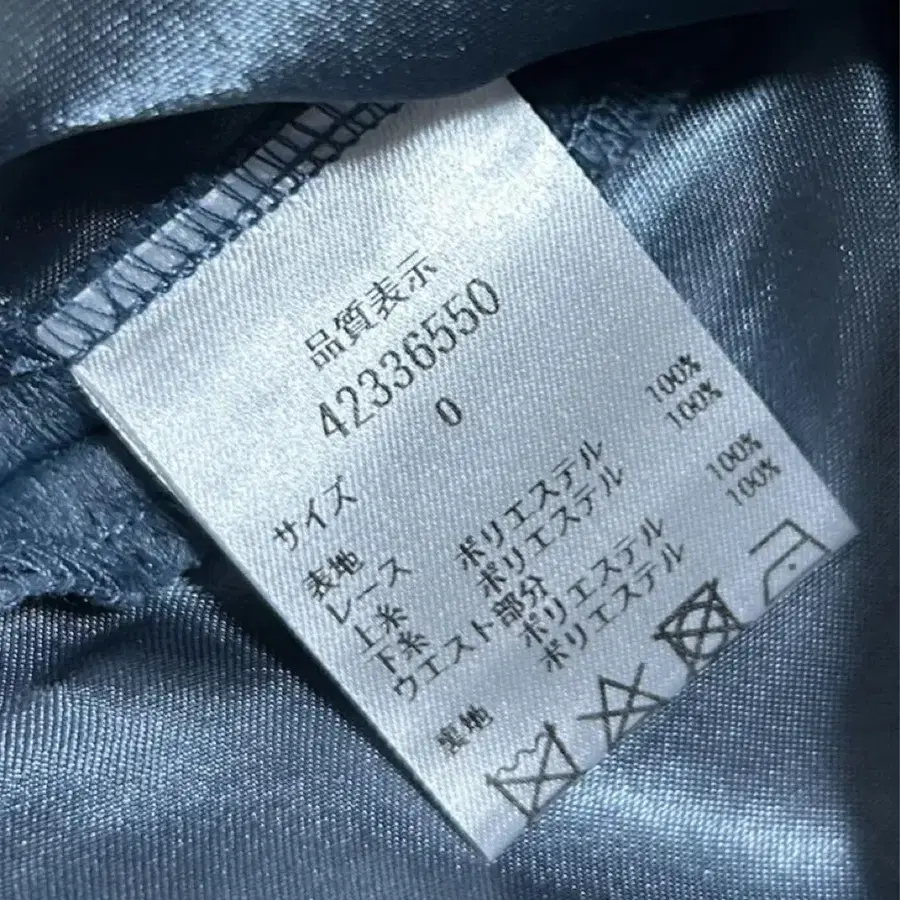 品質表示
42336550
サイズ 0
表地
レース
上糸 ポリエステル 100%
下糸 ポリエステル 100%
ウエスト部分
ポリエステル 100%
裏地 ポリエステル 100%